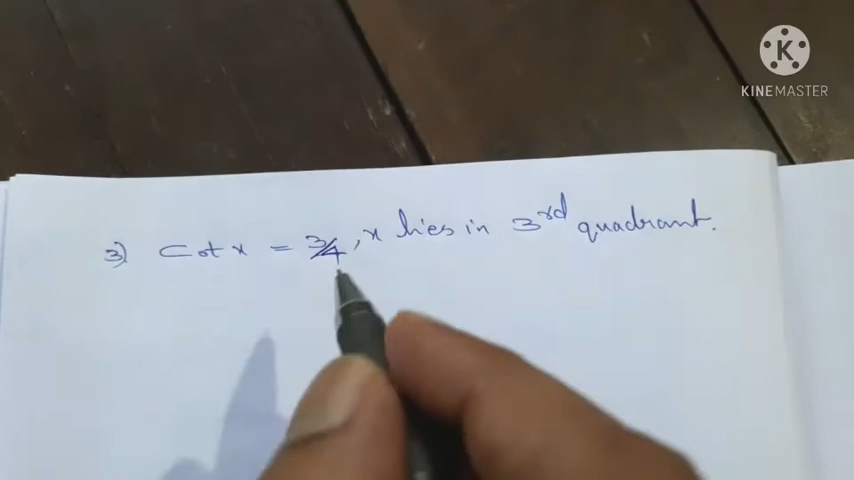 KINEMASTER
3) Cot x = 3/4, x lies in 3rd quadrant.